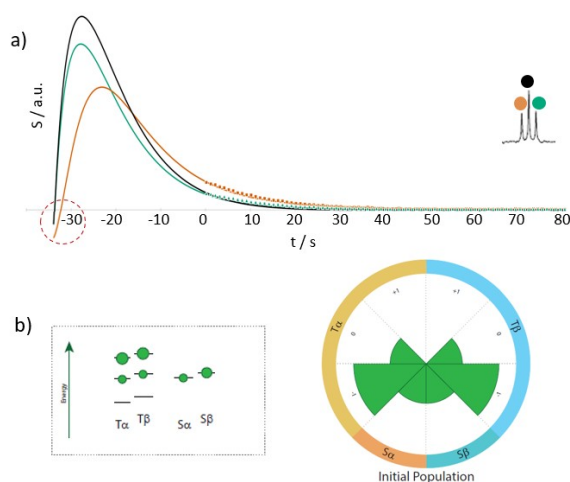 a)
S / a.u.
-30 -20 -10 0 10 20 30 40 50 60 70 80
t / s
b)
Energy
Tα Tβ Sα Sβ
Tα +1 +1 Tβ
0 0
-1 -1
Sα Sβ
Initial Population